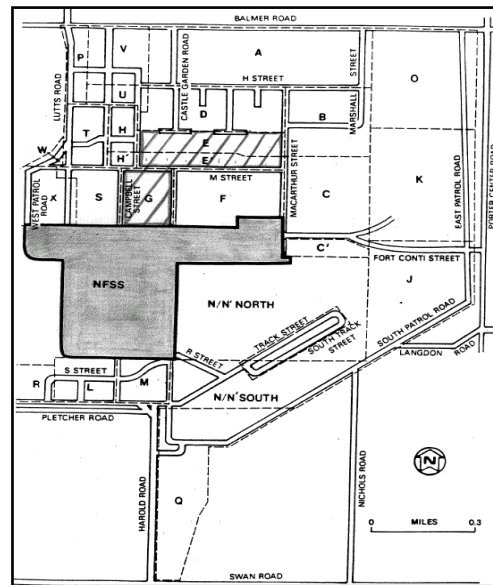 BALMER ROAD
P
V
A
O
LUTTS ROAD
U
CASTLE GARDEN ROAD
H STREET
STREET
D
B
MARSHALL
T
H
W
E
H'
E'
MACARTHUR STREET
M STREET
K
EAST PATROL ROAD
PORTER CENTER ROAD
WEST PATROL
ROAD
X
S
CAMPBELL
STREET
G
F
C
C'
FORT CONTI STREET
NFSS
J
N/N' NORTH
TRACK STREET
SOUTH TRACK
STREET
SOUTH PATROL ROAD
R STREET
LANGDON ROAD
S STREET
R
L
M
N/N' SOUTH
PLETCHER ROAD
N
HAROLD ROAD
Q
NICHOLS ROAD
0 MILES 0.3
SWAN ROAD